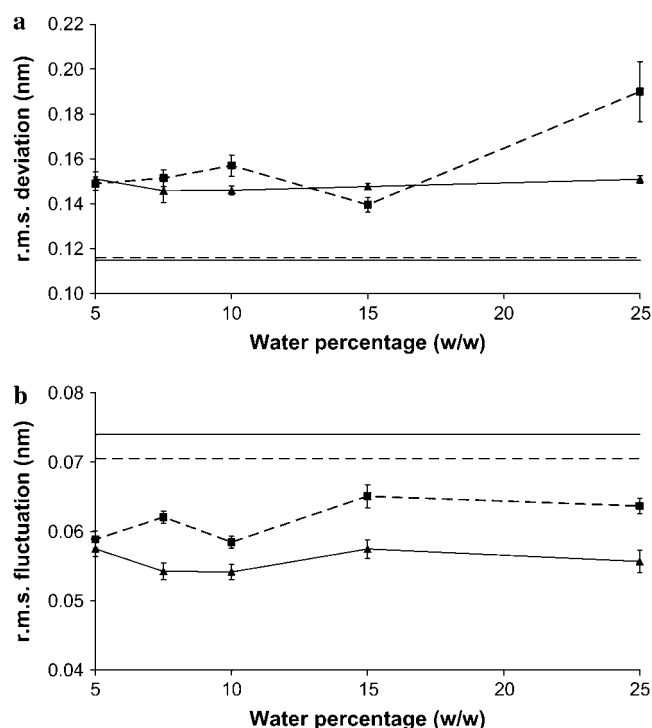 a
r.m.s. deviation (nm)
0.22
0.20
0.18
0.16
0.14
0.12
0.10
5 10 15 20 25
Water percentage (w/w)
b
r.m.s. fluctuation (nm)
0.08
0.07
0.06
0.05
0.04
5 10 15 20 25
Water percentage (w/w)